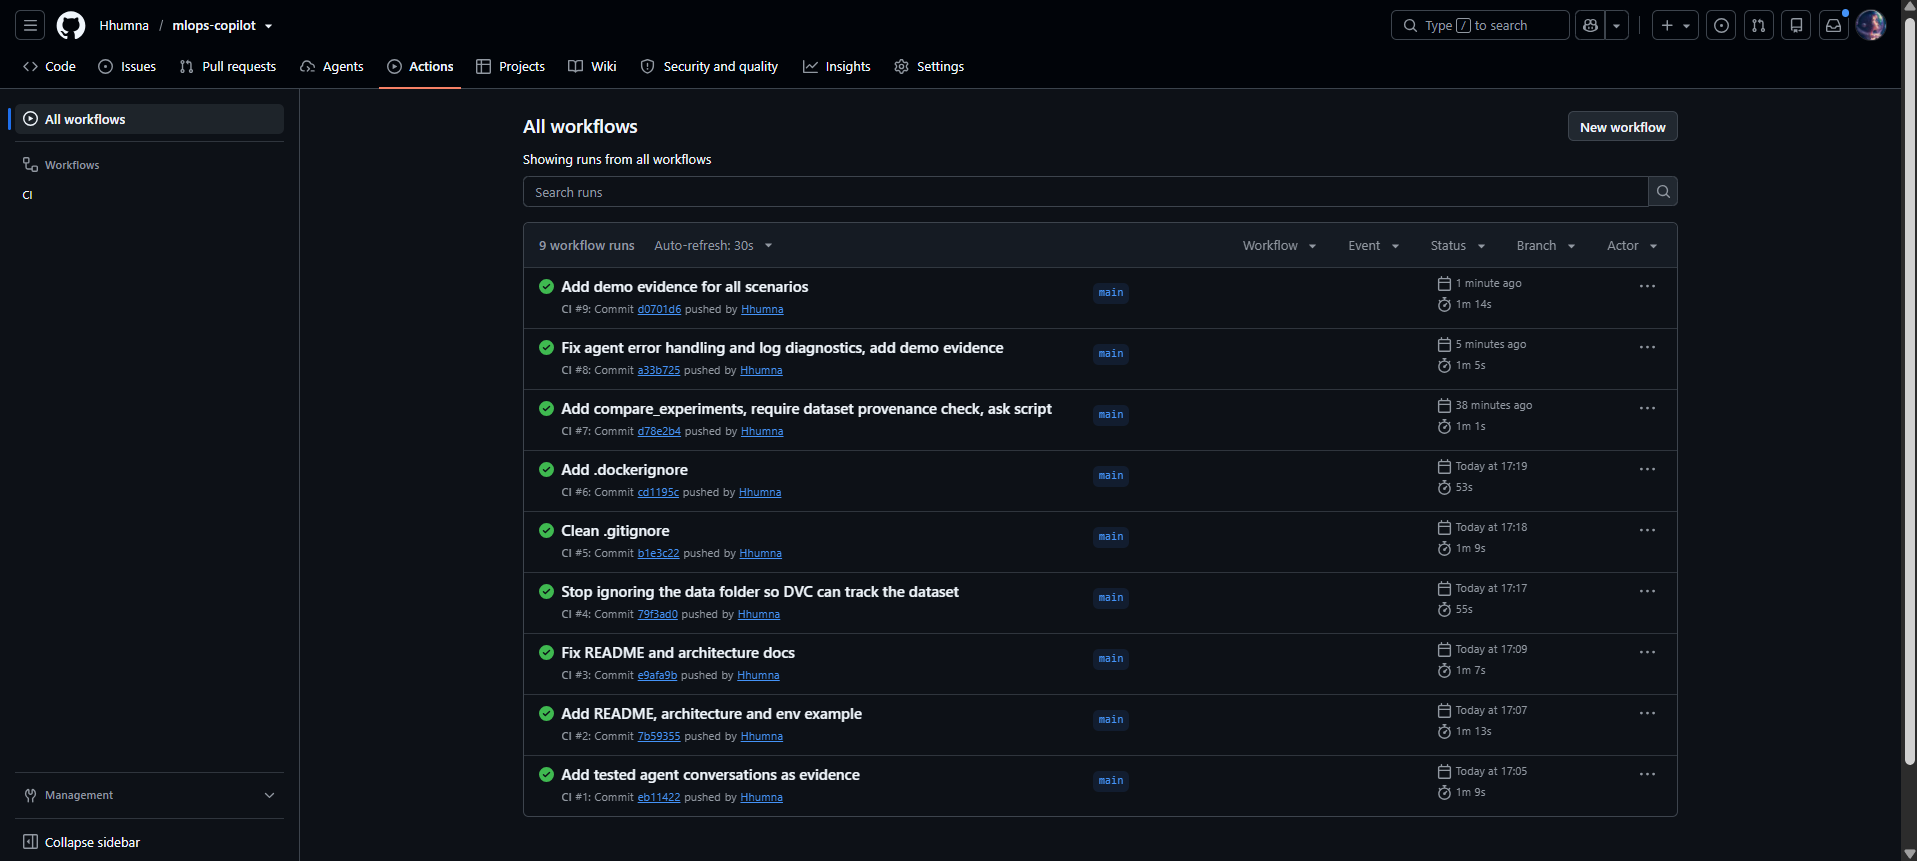 Hhumna / mlops-copilot
Type / to search
Code Issues Pull requests Agents Actions Projects Wiki Security and quality Insights Settings
All workflows
Workflows
CI
Management
Collapse sidebar
All workflows
New workflow
Showing runs from all workflows
Search runs
9 workflow runs Auto-refresh: 30s Workflow Event Status Branch Actor
Add demo evidence for all scenarios main 1 minute ago
CI #9: Commit d0701d6 pushed by Hhumna 1m 14s
Fix agent error handling and log diagnostics, add demo evidence main 5 minutes ago
CI #8: Commit a33b725 pushed by Hhumna 1m 5s
Add compare_experiments, require dataset provenance check, ask script main 38 minutes ago
CI #7: Commit d78e2b4 pushed by Hhumna 1m 1s
Add .dockerignore main Today at 17:19
CI #6: Commit cd1195c pushed by Hhumna 53s
Clean .gitignore main Today at 17:18
CI #5: Commit b1e3c22 pushed by Hhumna 1m 9s
Stop ignoring the data folder so DVC can track the dataset main Today at 17:17
CI #4: Commit 79f3ad0 pushed by Hhumna 55s
Fix README and architecture docs main Today at 17:09
CI #3: Commit e9afa9b pushed by Hhumna 1m 7s
Add README, architecture and env example main Today at 17:07
CI #2: Commit 7b59355 pushed by Hhumna 1m 13s
Add tested agent conversations as evidence main Today at 17:05
CI #1: Commit eb11422 pushed by Hhumna 1m 9s